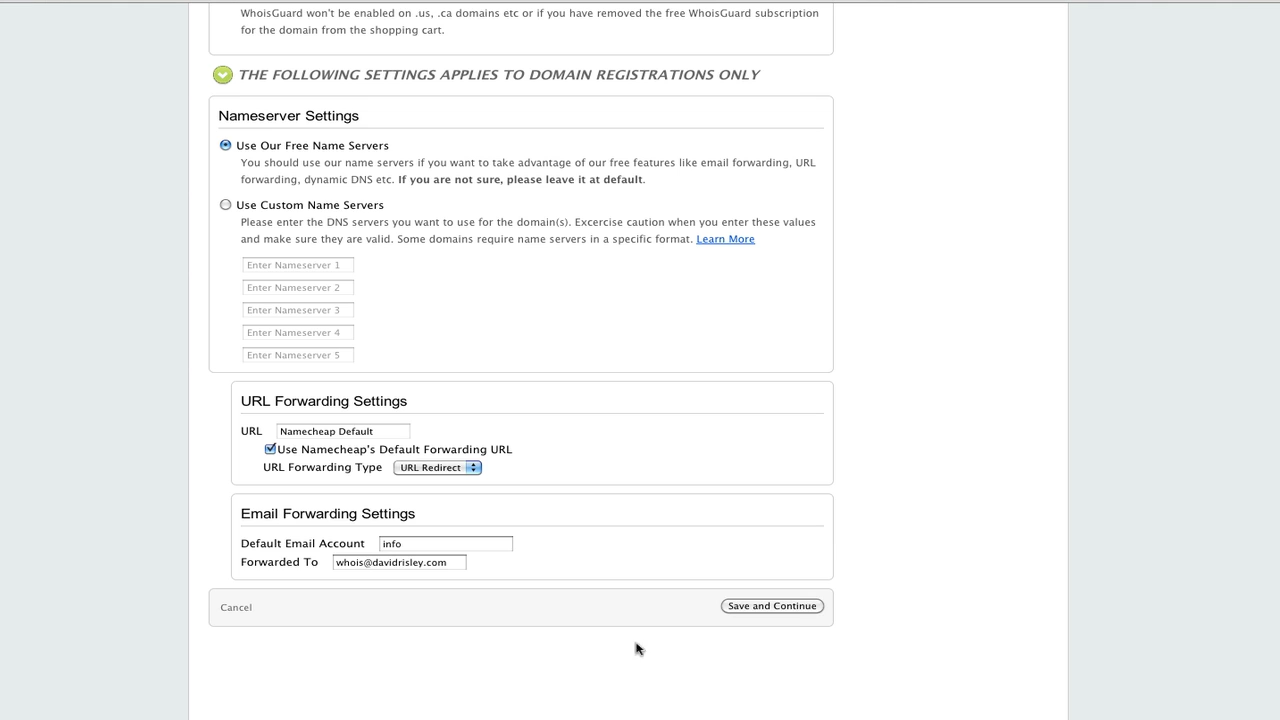 WhoisGuard won't be enabled on .us, .ca domains etc or if you have removed the free WhoisGuard subscription
for the domain from the shopping cart.
THE FOLLOWING SETTINGS APPLIES TO DOMAIN REGISTRATIONS ONLY
Nameserver Settings
Use Our Free Name Servers
You should use our name servers if you want to take advantage of our free features like email forwarding, URL
forwarding, dynamic DNS etc. If you are not sure, please leave it at default.
Use Custom Name Servers
Please enter the DNS servers you want to use for the domain(s). Excercise caution when you enter these values
and make sure they are valid. Some domains require name servers in a specific format. Learn More
Enter Nameserver 1
Enter Nameserver 2
Enter Nameserver 3
Enter Nameserver 4
Enter Nameserver 5
URL Forwarding Settings
URL Namecheap Default
Use Namecheap's Default Forwarding URL
URL Forwarding Type URL Redirect
Email Forwarding Settings
Default Email Account info
Forwarded To whois@davidrisley.com
Cancel Save and Continue